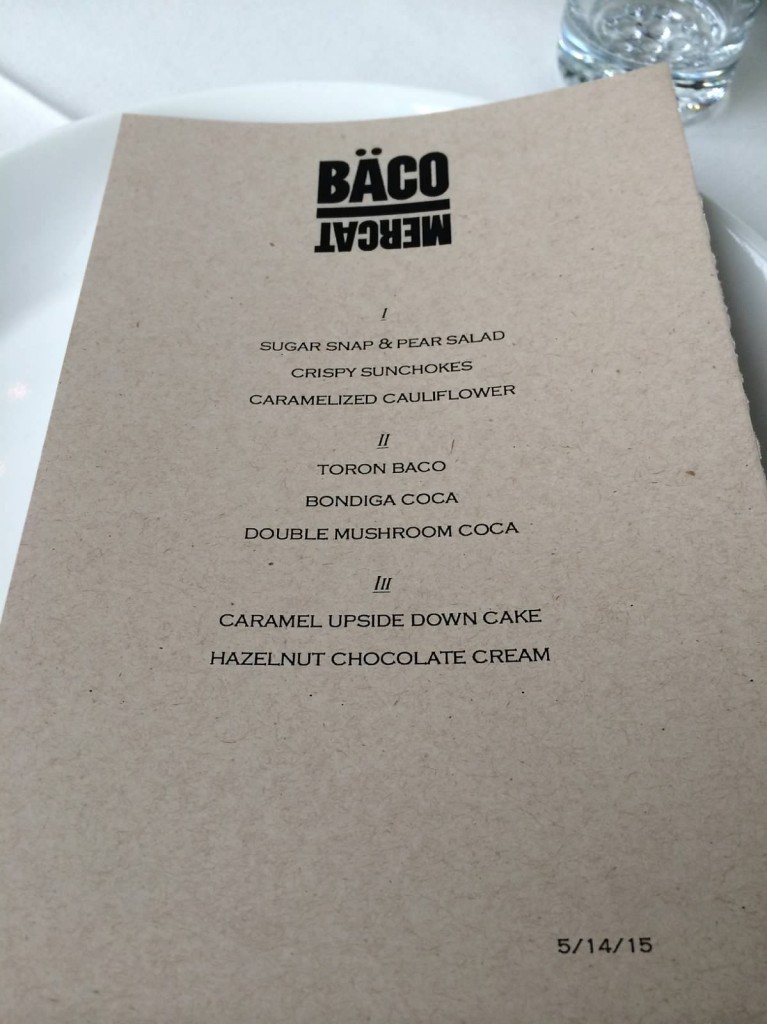 BÄCO
MERCAT
I
SUGAR SNAP & PEAR SALAD
CRISPY SUNCHOKES
CARAMELIZED CAULIFLOWER
II
TORON BACO
BONDIGA COCA
DOUBLE MUSHROOM COCA
III
CARAMEL UPSIDE DOWN CAKE
HAZELNUT CHOCOLATE CREAM
5/14/15